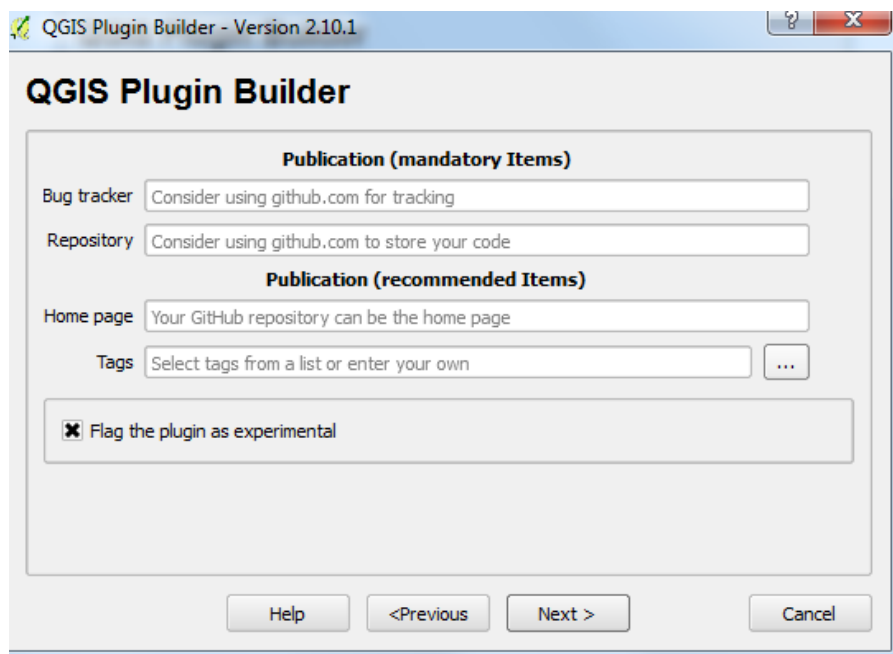 QGIS Plugin Builder - Version 2.10.1
QGIS Plugin Builder
Publication (mandatory Items)
Bug tracker Consider using github.com for tracking
Repository Consider using github.com to store your code
Publication (recommended Items)
Home page Your GitHub repository can be the home page
Tags Select tags from a list or enter your own ...
Flag the plugin as experimental
Help <Previous Next > Cancel